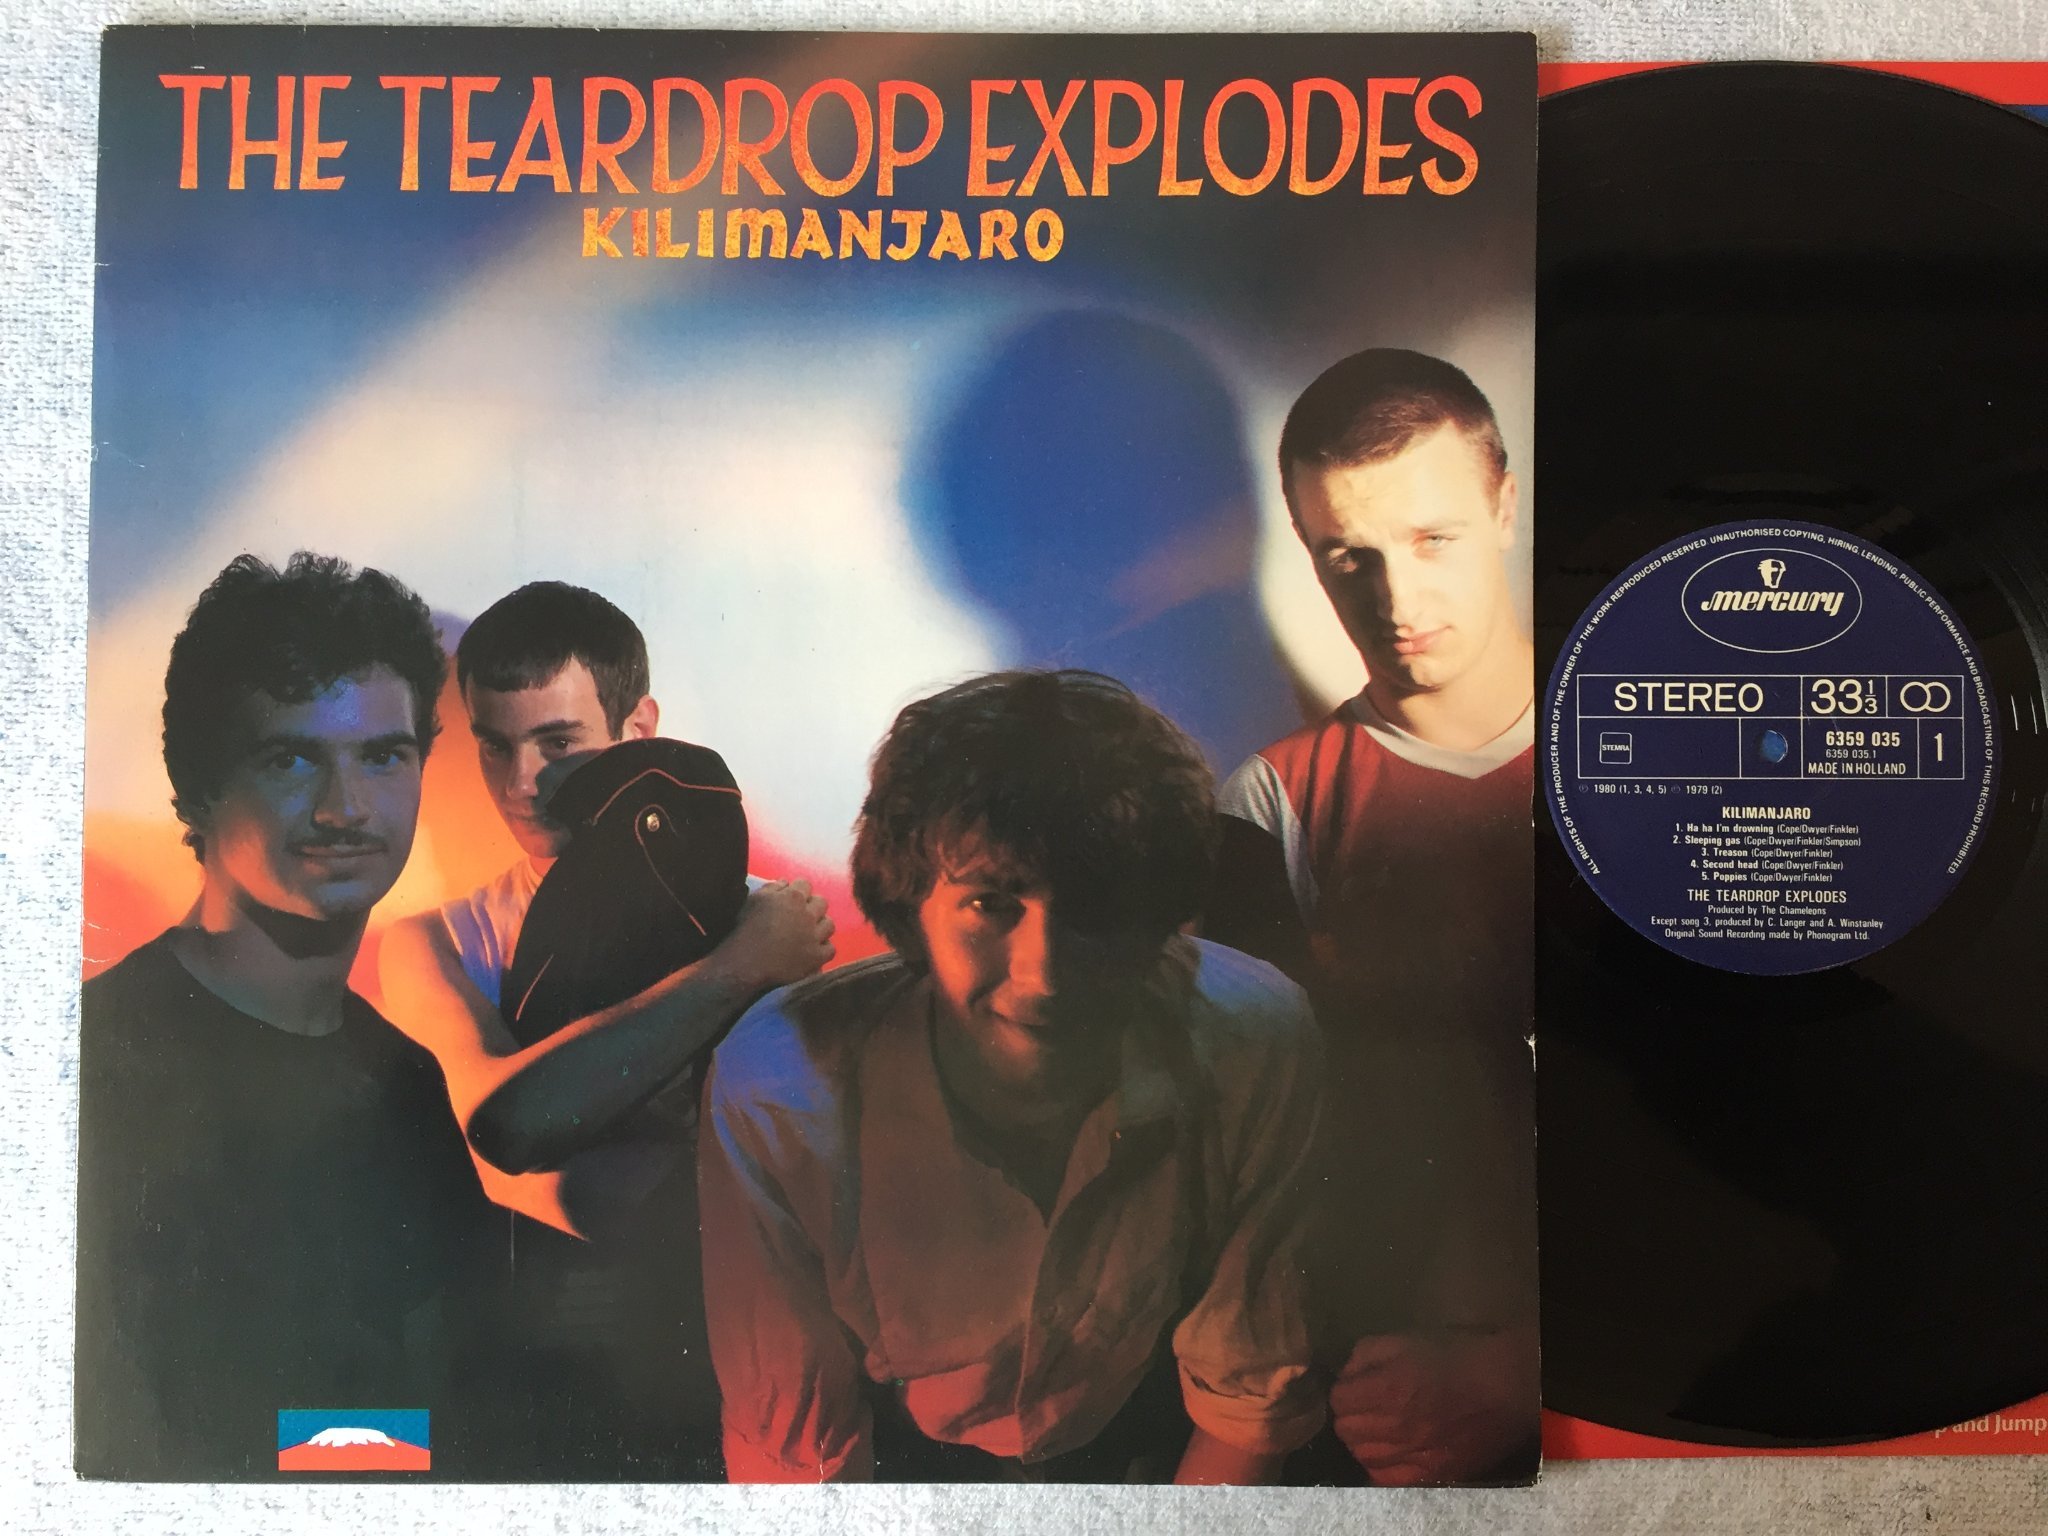 THE TEARDROP EXPLODES
KILIMANJARO
ALL RIGHTS OF THE PRODUCER AND OF THE OWNER OF THE WORK REPRODUCED RESERVED. UNAUTHORISED COPYING, HIRING, LENDING, PUBLIC PERFORMANCE AND BROADCASTING OF THIS RECORD PROHIBITED.
mercury
STEREO
33 1/3
STEMRA
6359 035
6359 035.1
MADE IN HOLLAND
1
℗ 1980 (1, 3, 4, 5) ℗ 1979 (2)
KILIMANJARO
1. Ha ha I'm drowning (Cope/Dwyer/Finkler)
2. Sleeping gas (Cope/Dwyer/Finkler/Simpson)
3. Treason (Cope/Dwyer/Finkler)
4. Second head (Cope/Dwyer/Finkler)
5. Poppies (Cope/Dwyer/Finkler)
THE TEARDROP EXPLODES
Produced by The Chameleons
Except song 3, produced by C. Langer and A. Winstanley
Original Sound Recording made by Phonogram Ltd.
p and Jump